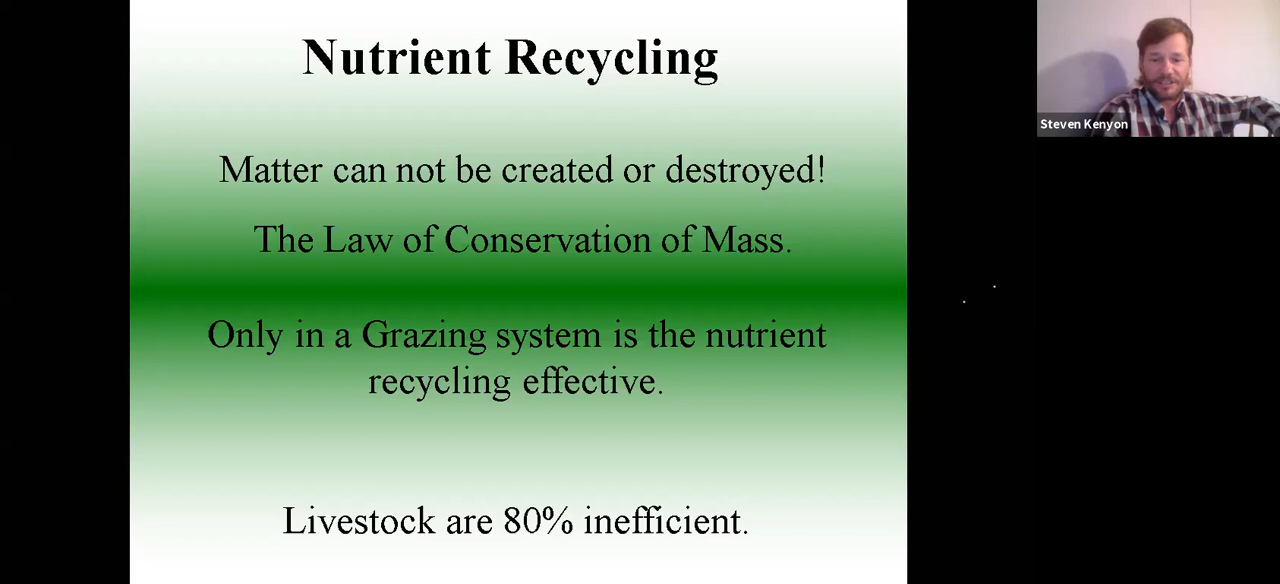 Nutrient Recycling
Matter can not be created or destroyed!
The Law of Conservation of Mass.
Only in a Grazing system is the nutrient
recycling effective.
Livestock are 80% inefficient.
Steven Kenyon